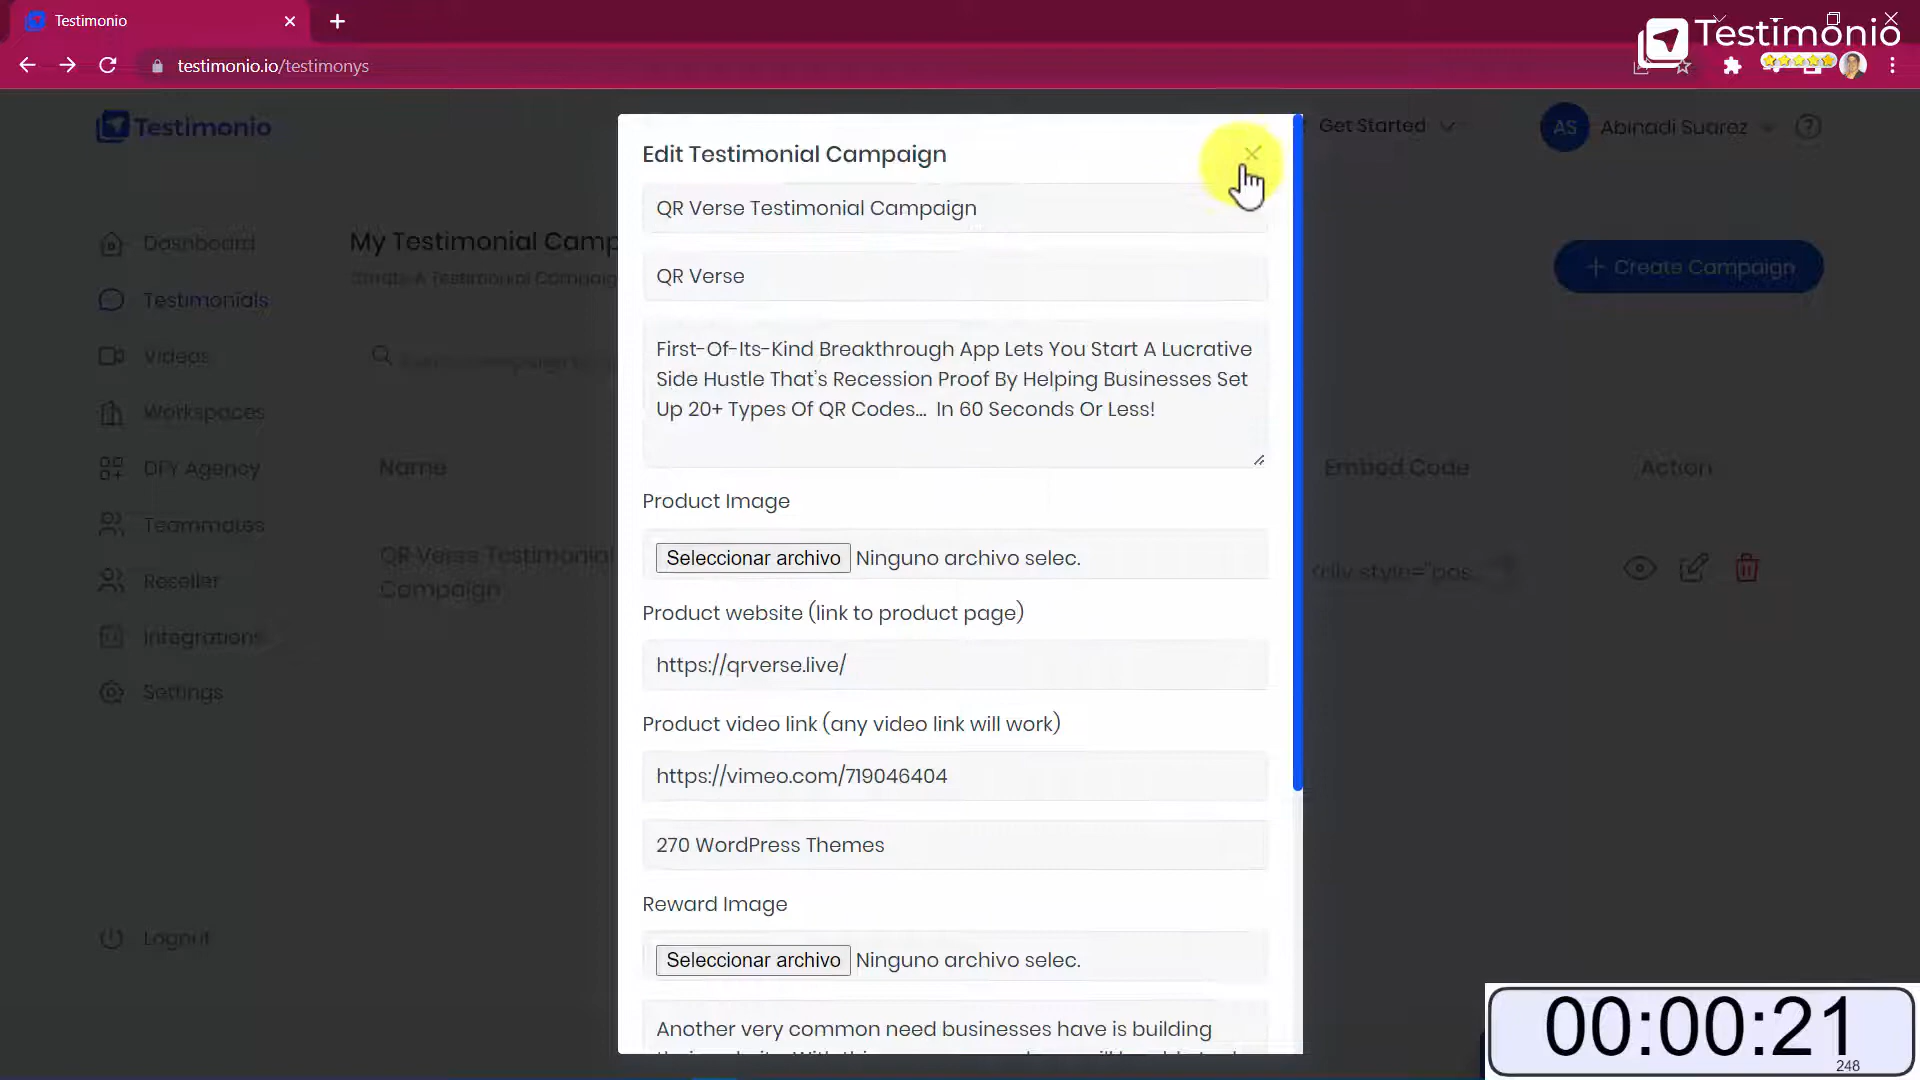 Testimonio
Testimonio
testimonio.io/testimonys
Testimonio
Get Started
AS
Abinadi Suarez
Edit Testimonial Campaign
Dashboard
Testimonials
Videos
Workspaces
DFY Agency
Teammates
Reseller
Integrations
Settings
Logout
My Testimonial Camp
Create A Testimonial Campaign
+ Create Campaign
Name
Embed Code
Action
QR Verse Testimonial
Campaign
QR Verse Testimonial Campaign
QR Verse
First-Of-Its-Kind Breakthrough App Lets You Start A Lucrative
Side Hustle That's Recession Proof By Helping Businesses Set
Up 20+ Types Of QR Codes... In 60 Seconds Or Less!
Product Image
Seleccionar archivo Ninguno archivo selec.
Product website (link to product page)
https://qrverse.live/
Product video link (any video link will work)
https://vimeo.com/719046404
270 WordPress Themes
Reward Image
Seleccionar archivo Ninguno archivo selec.
Another very common need businesses have is building
00:00:21
248